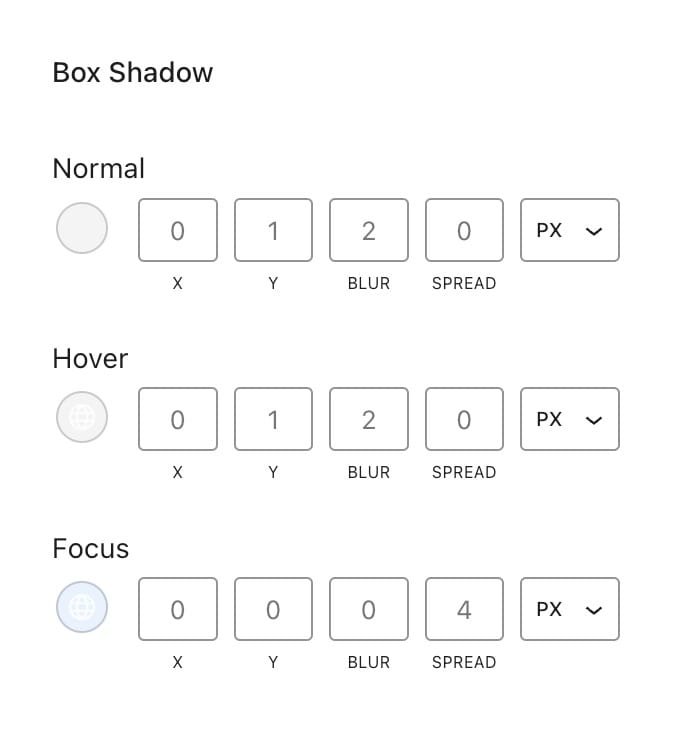 Box Shadow
Normal
0 1 2 0 PX
X Y BLUR SPREAD
Hover
0 1 2 0 PX
X Y BLUR SPREAD
Focus
0 0 0 4 PX
X Y BLUR SPREAD